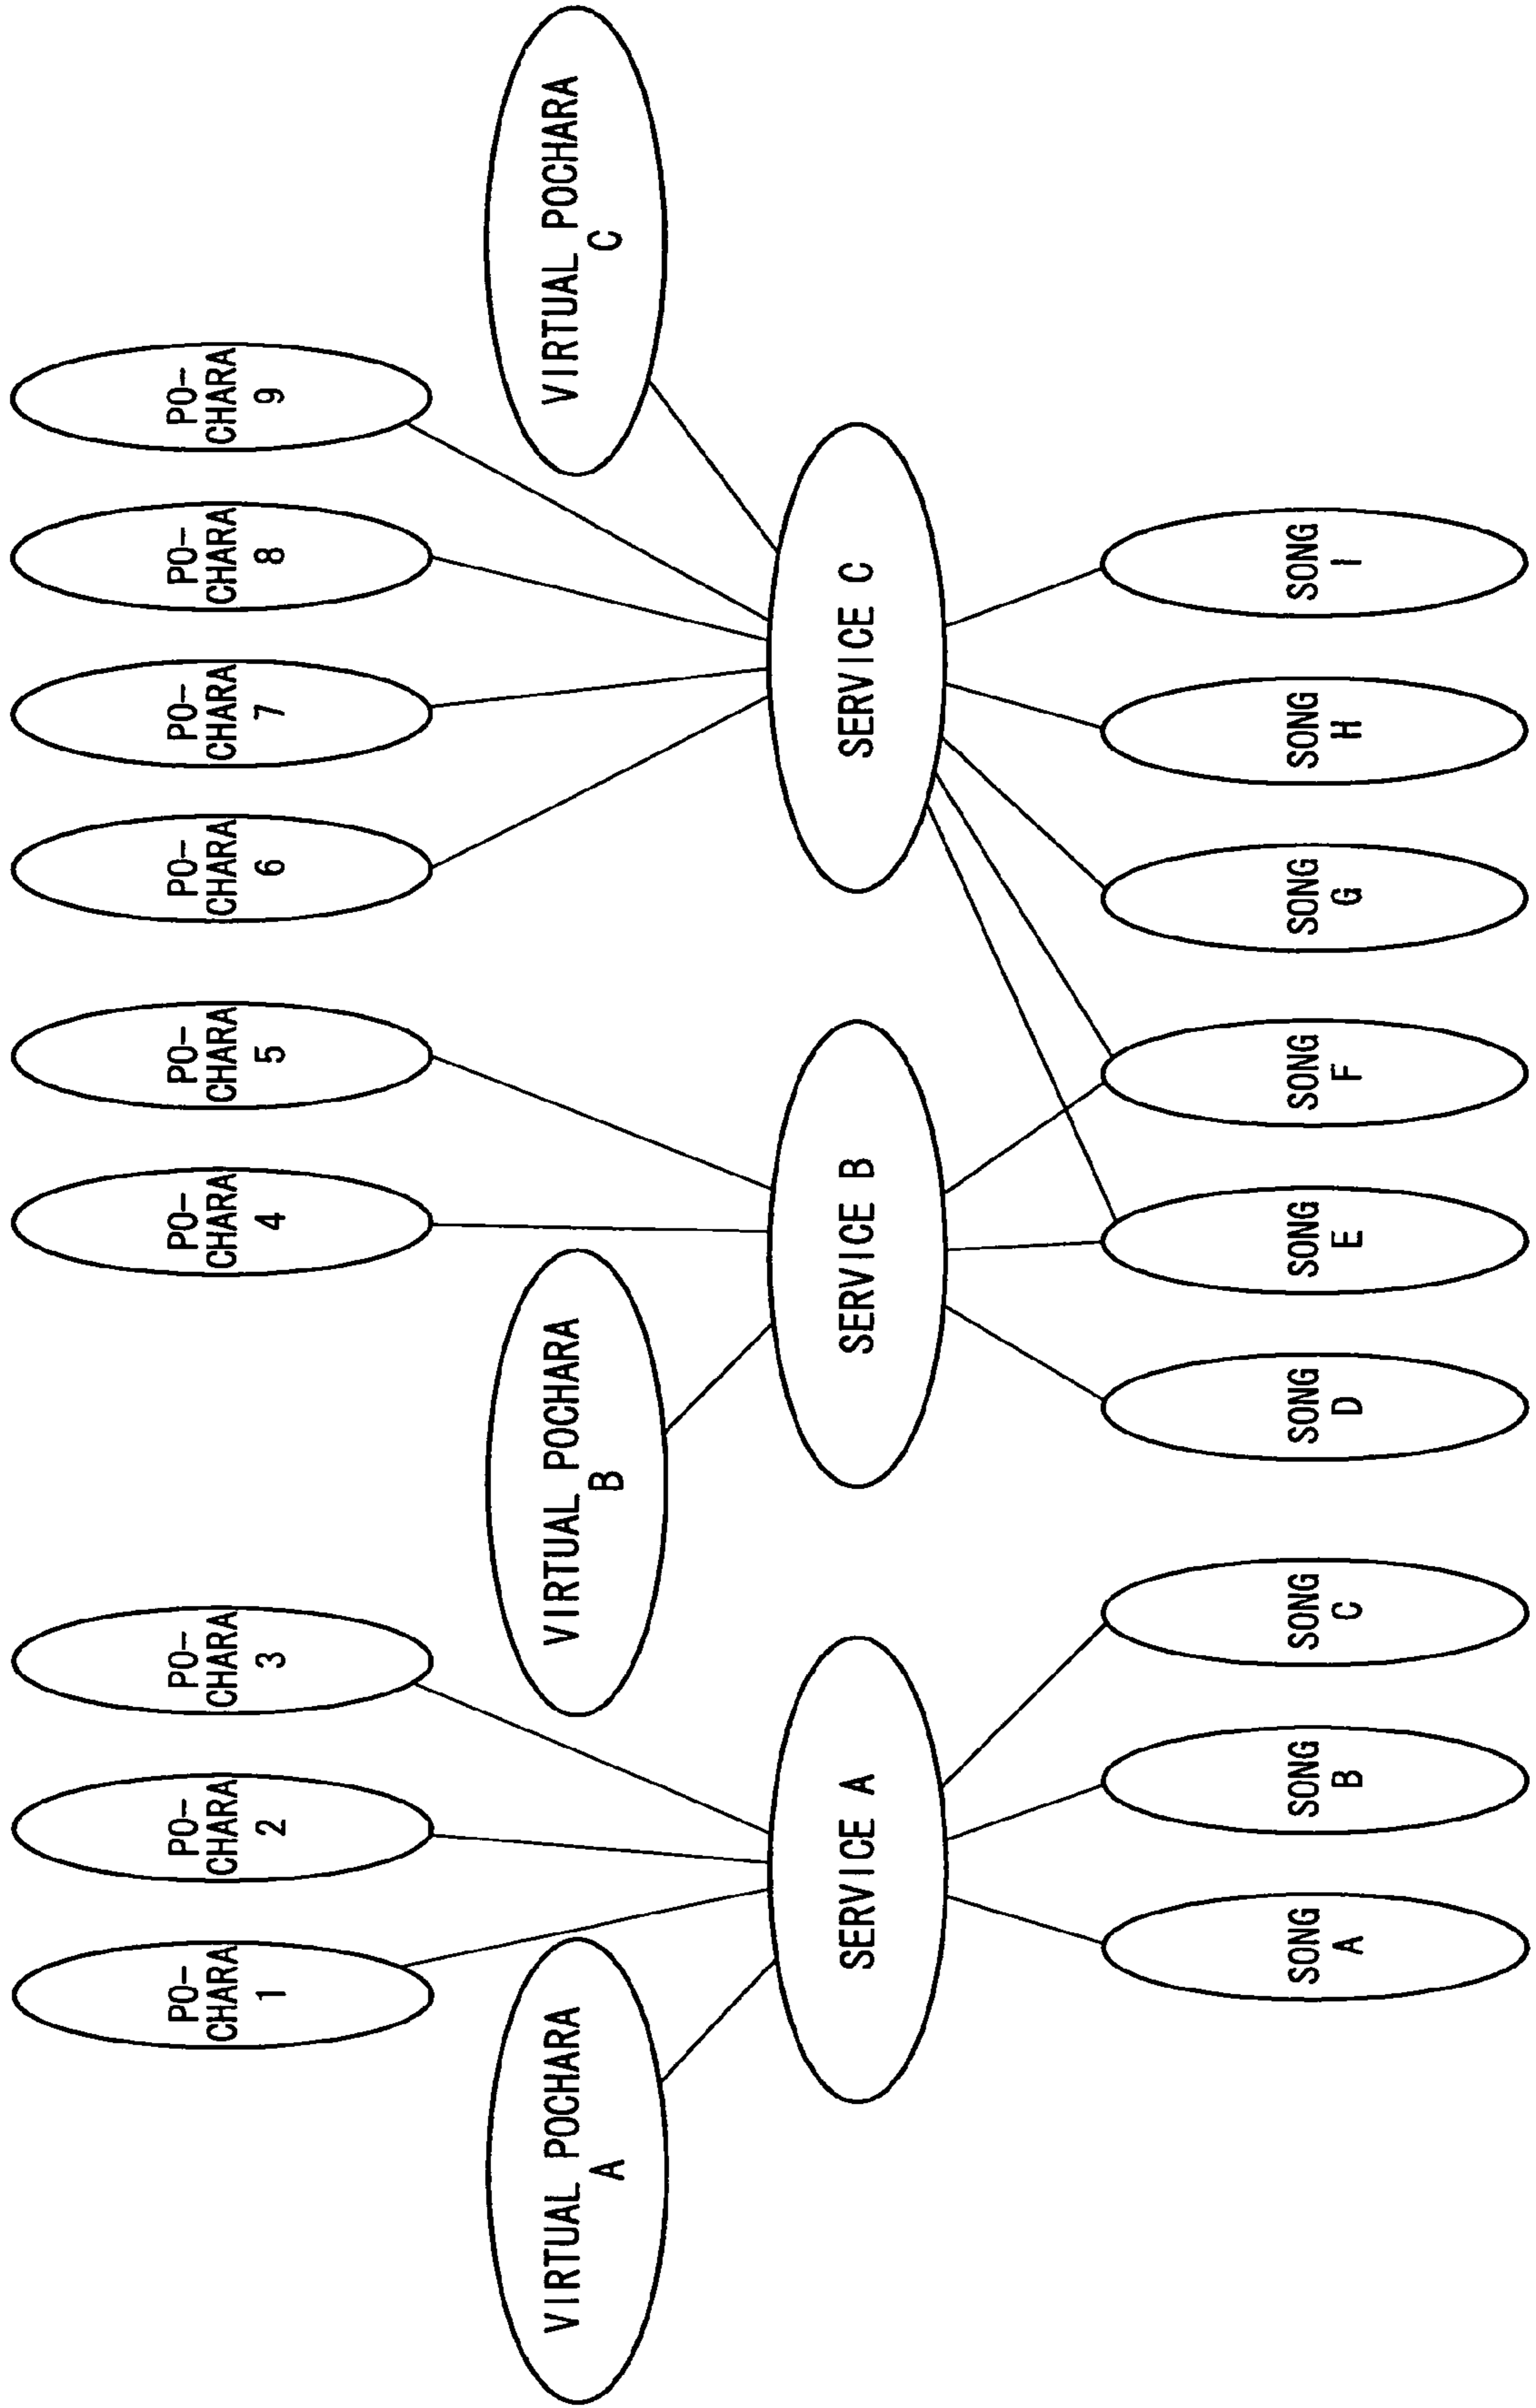 PO-
CHARA
1
PO-
CHARA
2
PO-
CHARA
3
PO-
CHARA
4
PO-
CHARA
5
PO-
CHARA
6
PO-
CHARA
7
PO-
CHARA
8
PO-
CHARA
9
VIRTUAL POCHARA
A
VIRTUAL POCHARA
B
VIRTUAL POCHARA
C
SERVICE A
SERVICE B
SERVICE C
SONG
A
SONG
B
SONG
C
SONG
D
SONG
E
SONG
F
SONG
G
SONG
H
SONG
I